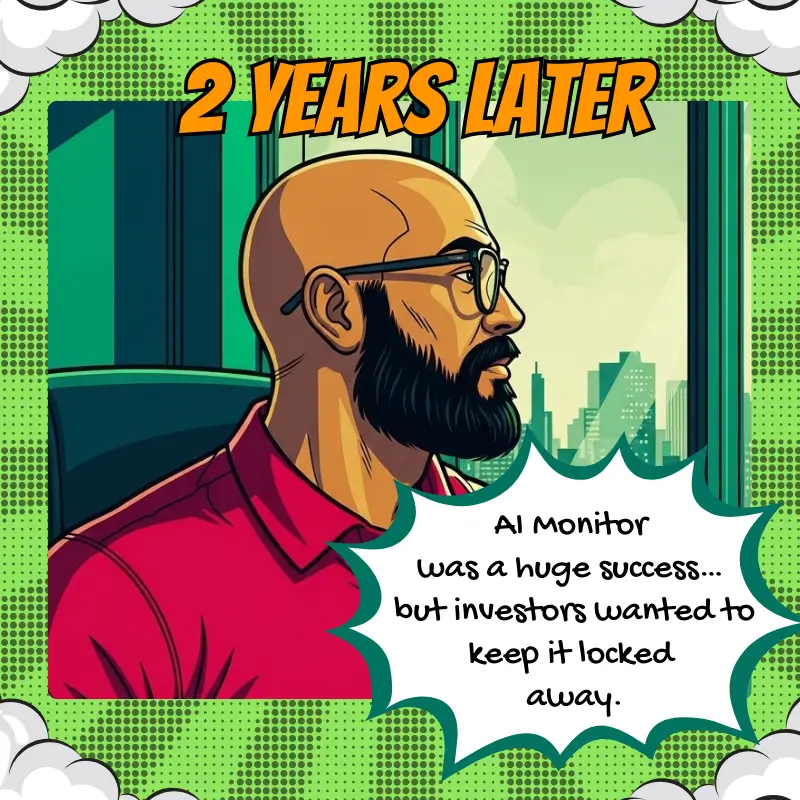 2 YEARS LATER
AI Monitor
was a huge success...
but investors wanted to
keep it locked
away.